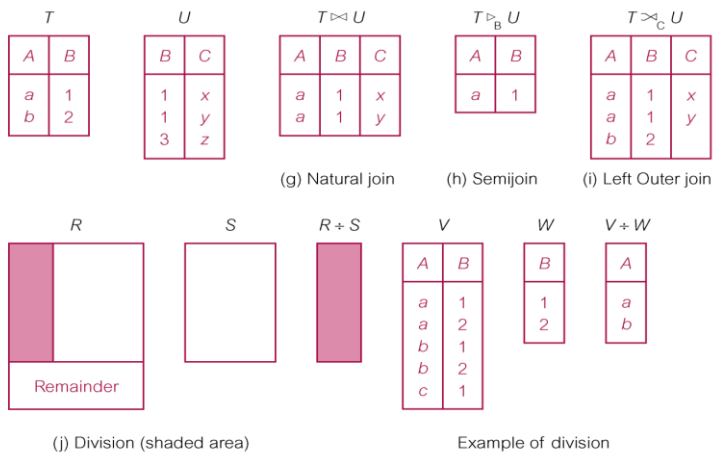 T U T ⋈ U T ▷B U T ⟕C U
A B B C A B C A B A B C
a 1 1 x a 1 x a 1 a 1 x
b 2 1 y a 1 y a 1 y
3 z b 2
(g) Natural join (h) Semijoin (i) Left Outer join
R S R ÷ S V W V ÷ W
A B B A
a 1 1 a
a 2 2 b
b 1
b 2
Remainder c 1
(j) Division (shaded area) Example of division